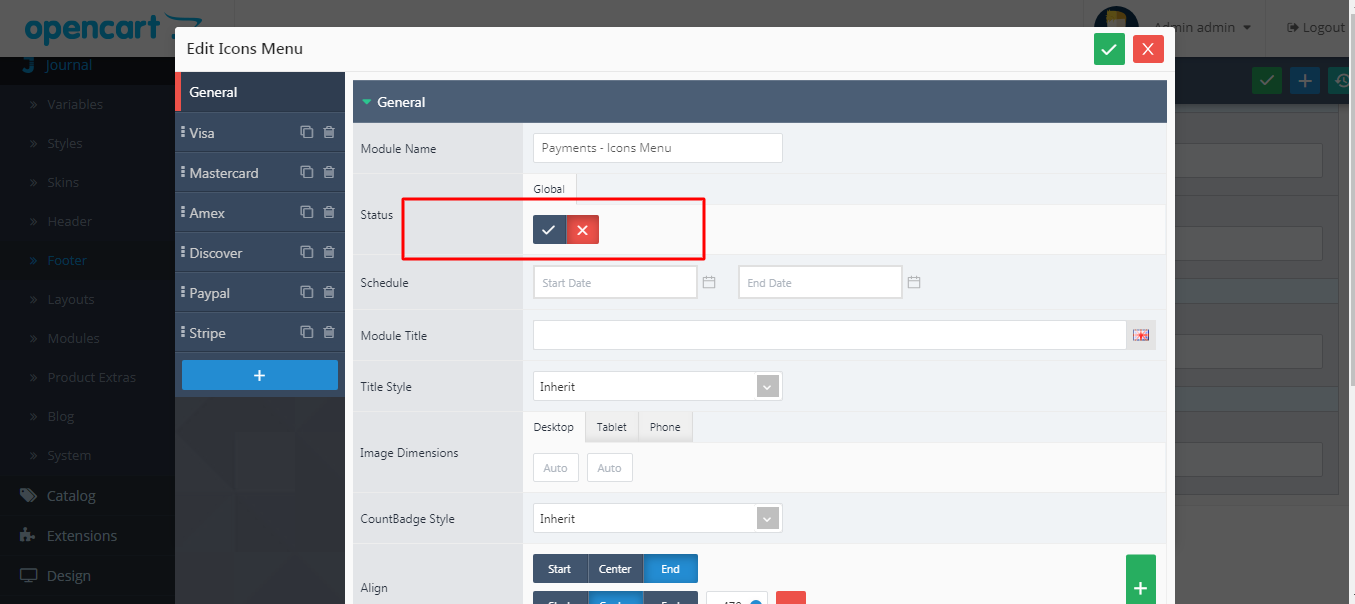 opencart
Admin admin
Logout
Edit Icons Menu
Journal
Variables
Styles
Skins
Header
Footer
Layouts
Modules
Product Extras
Blog
System
Catalog
Extensions
Design
General
Visa
Mastercard
Amex
Discover
Paypal
Stripe
+
General
Module Name
Payments - Icons Menu
Status
Global
Schedule
Start Date
End Date
Module Title
Title Style
Inherit
Image Dimensions
Desktop Tablet Phone
Auto Auto
CountBadge Style
Inherit
Align
Start Center End